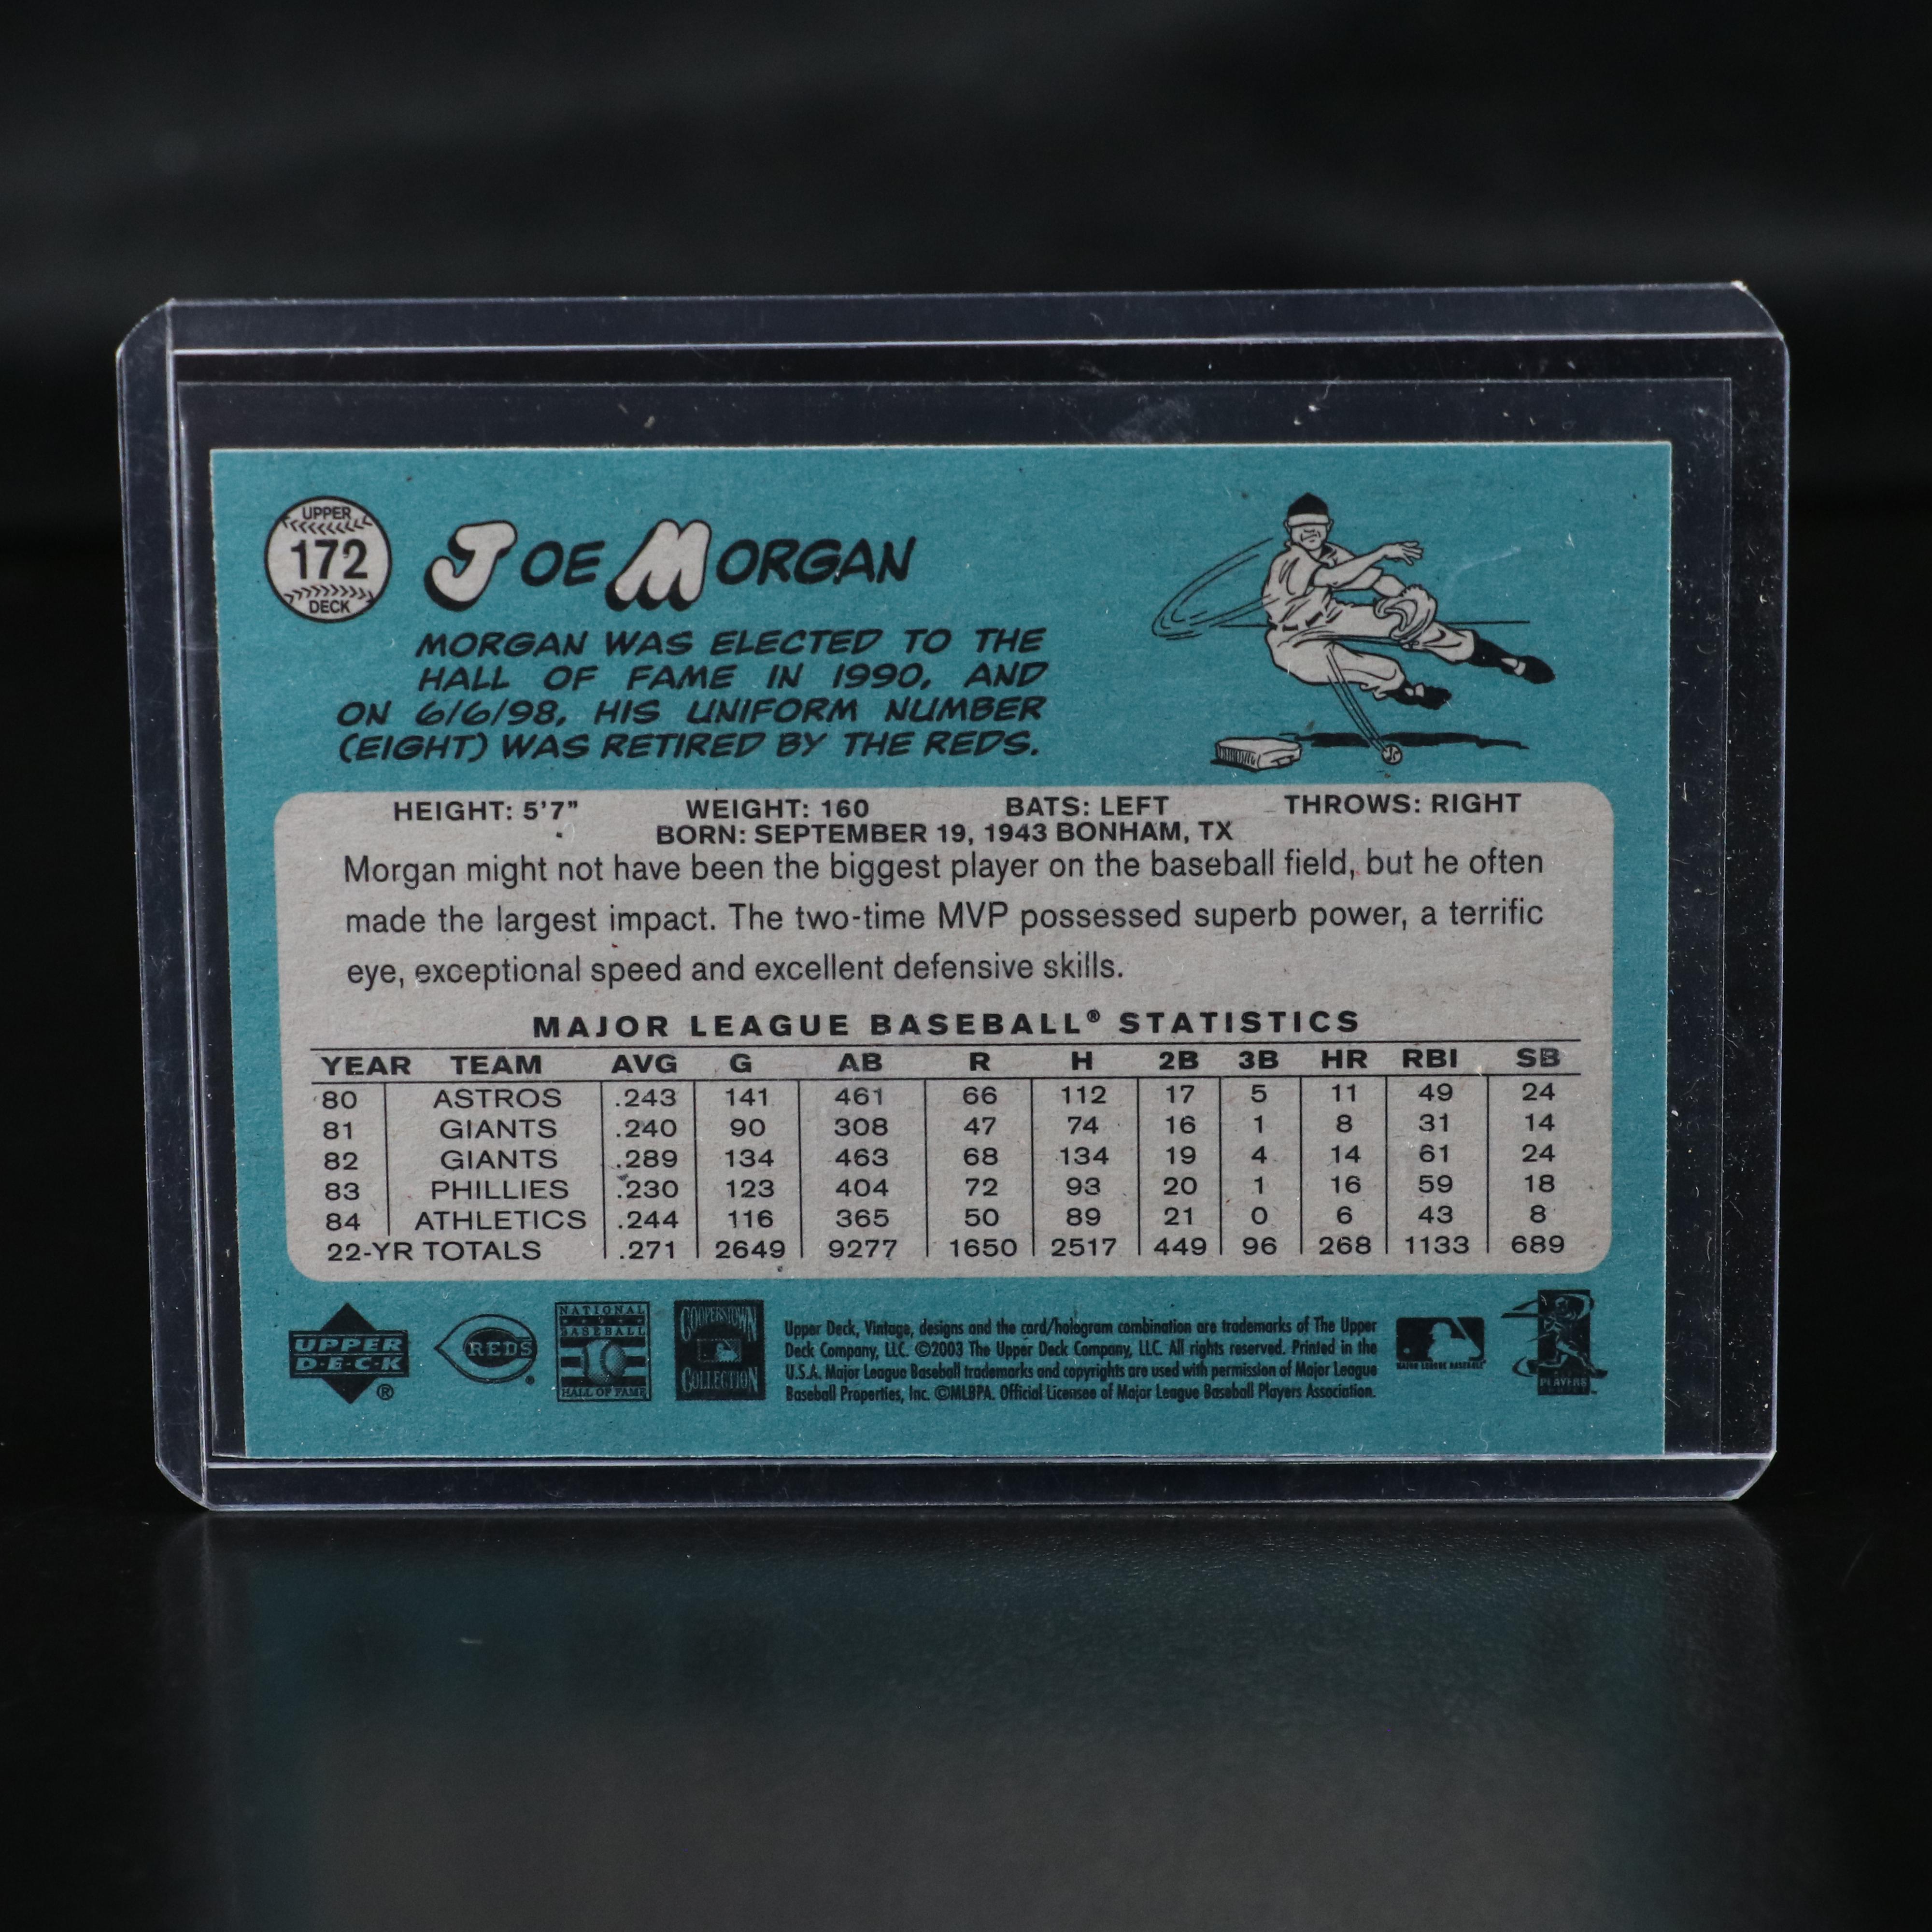 UPPER
172
DECK
JOE MORGAN
MORGAN WAS ELECTED TO THE
HALL OF FAME IN 1990, AND
ON 6/6/98, HIS UNIFORM NUMBER
(EIGHT) WAS RETIRED BY THE REDS.
HEIGHT: 5'7" WEIGHT: 160 BATS: LEFT THROWS: RIGHT
BORN: SEPTEMBER 19, 1943 BONHAM, TX
Morgan might not have been the biggest player on the baseball field, but he often
made the largest impact. The two-time MVP possessed superb power, a terrific
eye, exceptional speed and excellent defensive skills.
MAJOR LEAGUE BASEBALL® STATISTICS
YEAR TEAM AVG G AB R H 2B 3B HR RBI SB
80 ASTROS .243 141 461 66 112 17 5 11 49 24
81 GIANTS .240 90 308 47 74 16 1 8 31 14
82 GIANTS .289 134 463 68 134 19 4 14 61 24
83 PHILLIES .230 123 404 72 93 20 1 16 59 18
84 ATHLETICS .244 116 365 50 89 21 0 6 43 8
22-YR TOTALS .271 2649 9277 1650 2517 449 96 268 1133 689
UPPER
D·E·C·K
®
REDS
NATIONAL
BASEBALL
HALL OF FAME
COOPERSTOWN
COLLECTION
Upper Deck, Vintage, designs and the card/hologram combination are trademarks of The Upper
Deck Company, LLC. ©2003 The Upper Deck Company, LLC. All rights reserved. Printed in the
U.S.A. Major League Baseball trademarks and copyrights are used with permission of Major League
Baseball Properties, Inc. ©MLBPA. Official Licensee of Major League Baseball Players Association.
MAJOR LEAGUE BASEBALL
PLAYERS